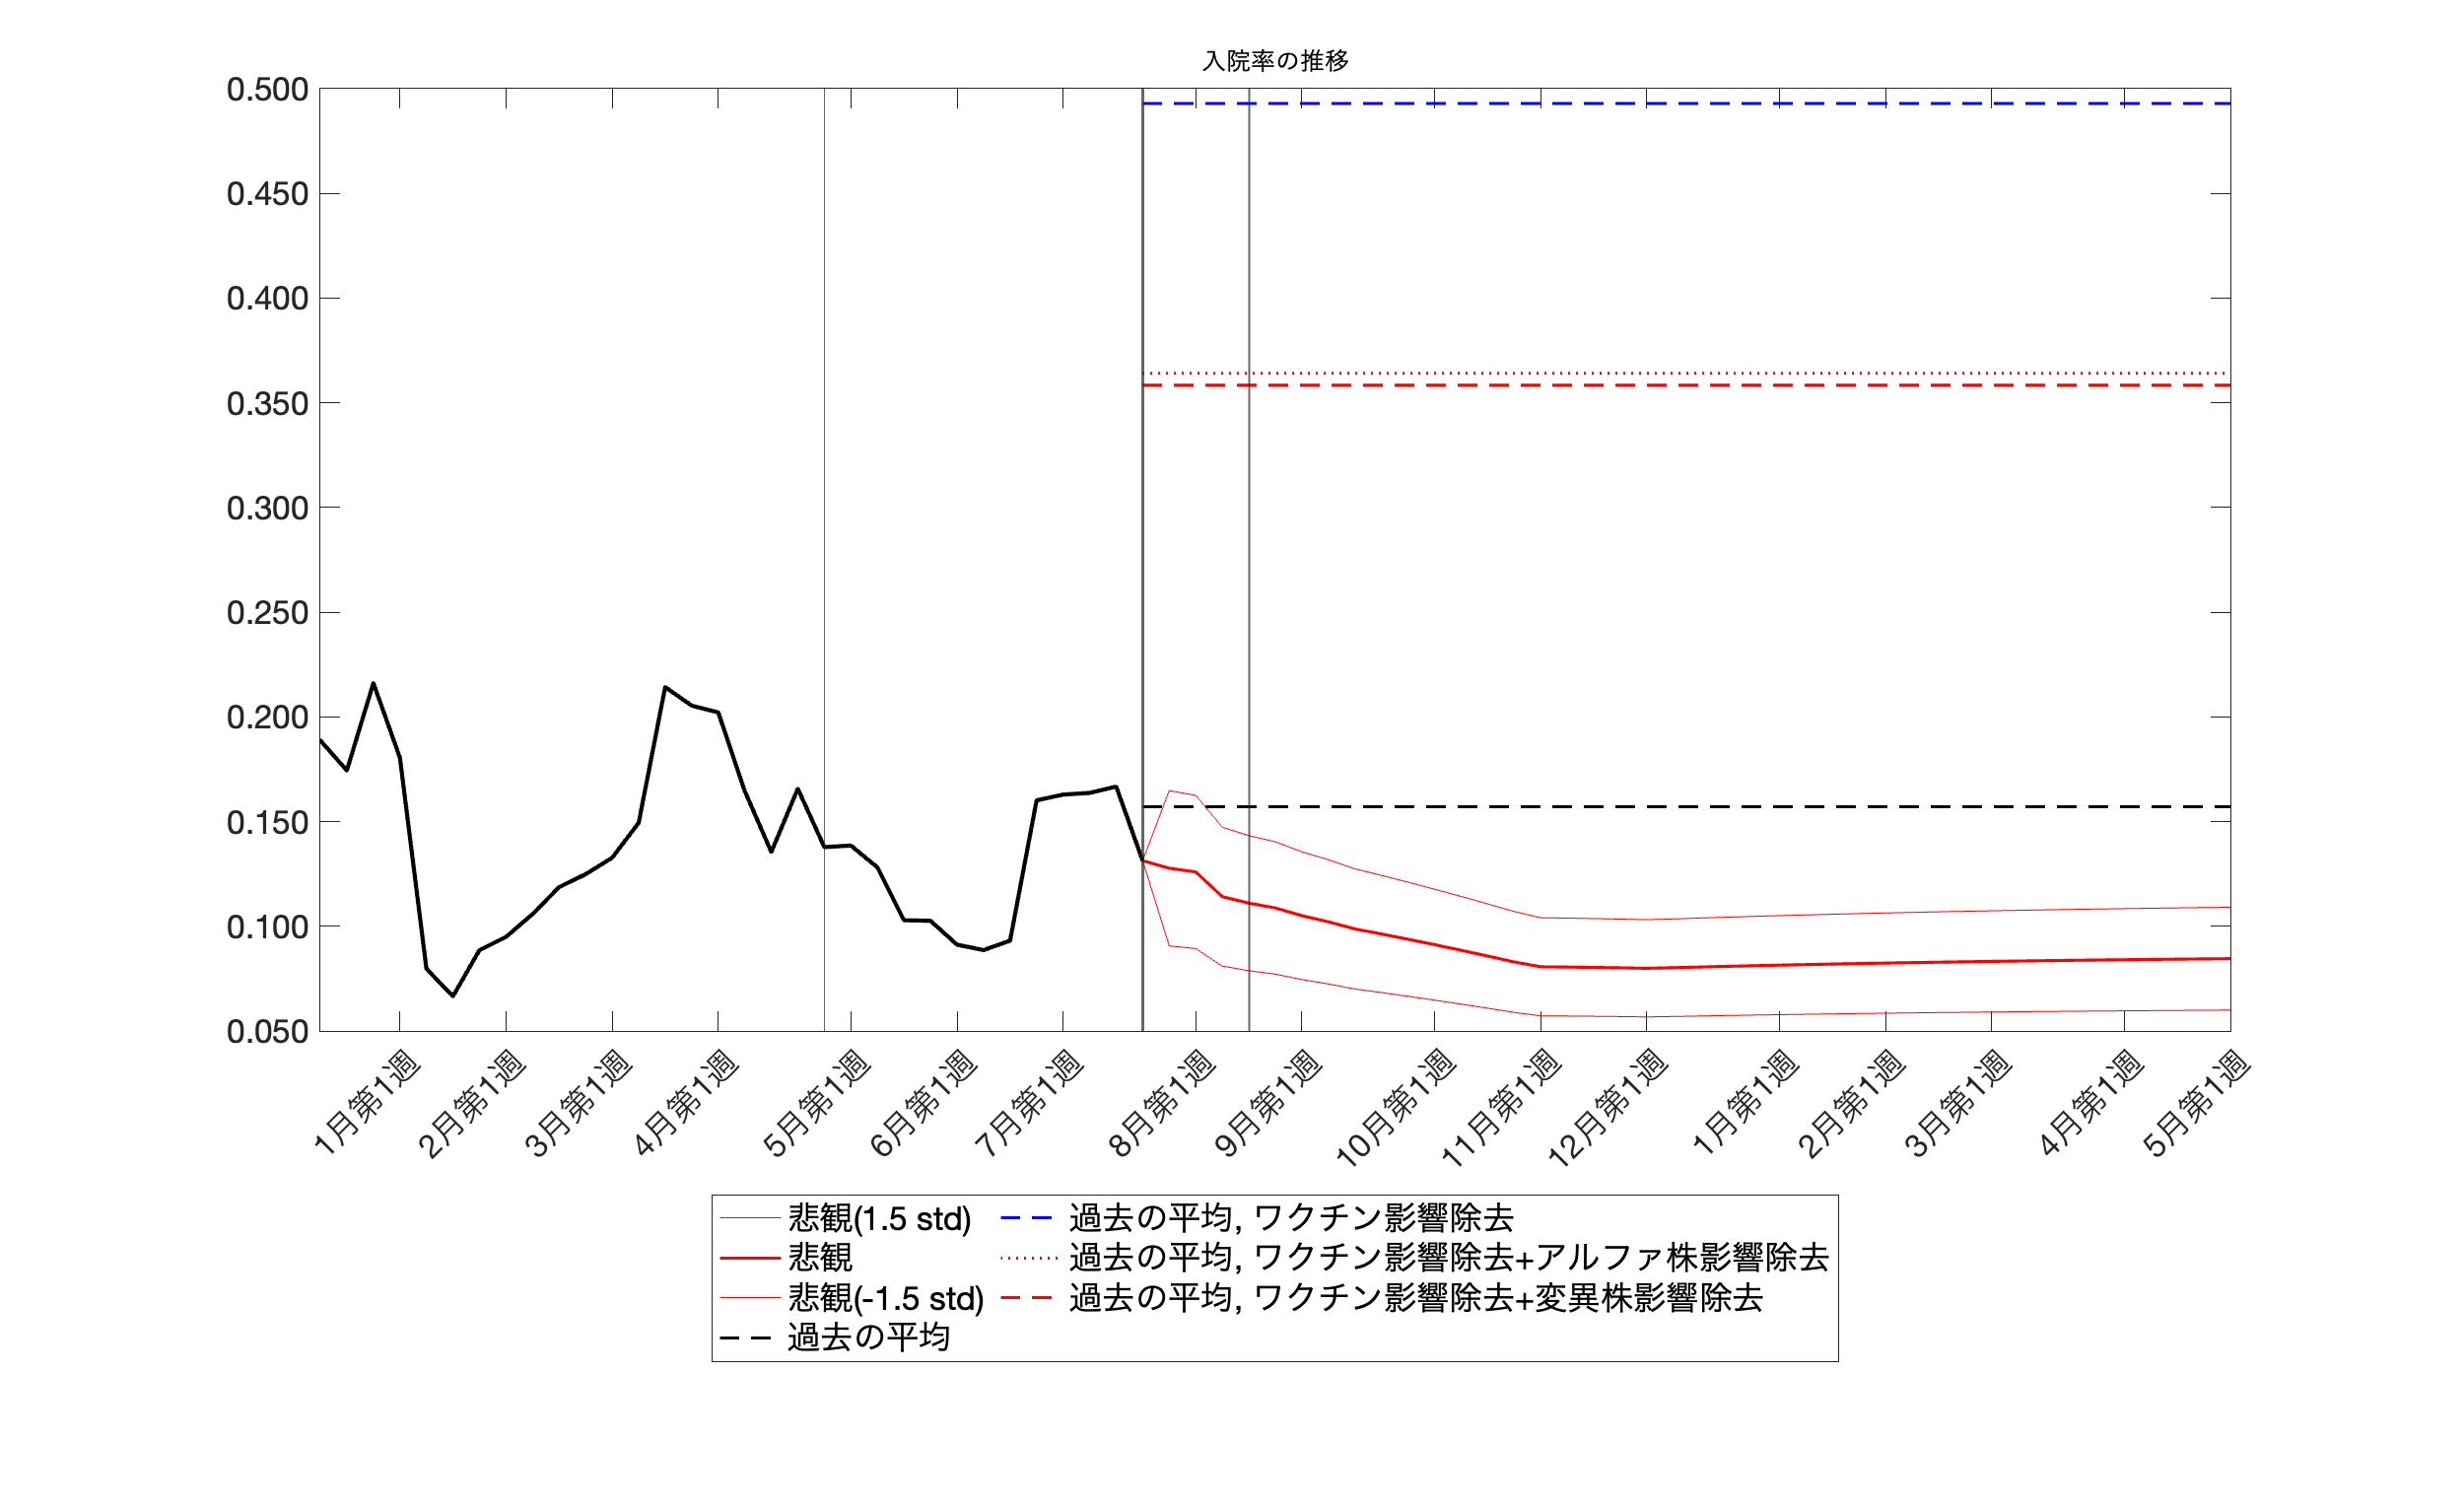 入院率の推移
0.500
0.450
0.400
0.350
0.300
0.250
0.200
0.150
0.100
0.050
1月第1週
2月第1週
3月第1週
4月第1週
5月第1週
6月第1週
7月第1週
8月第1週
9月第1週
10月第1週
11月第1週
12月第1週
1月第1週
2月第1週
3月第1週
4月第1週
5月第1週
悲観(1.5 std)
悲観
悲観(-1.5 std)
過去の平均
過去の平均, ワクチン影響除去
過去の平均, ワクチン影響除去+アルファ株影響除去
過去の平均, ワクチン影響除去+変異株影響除去